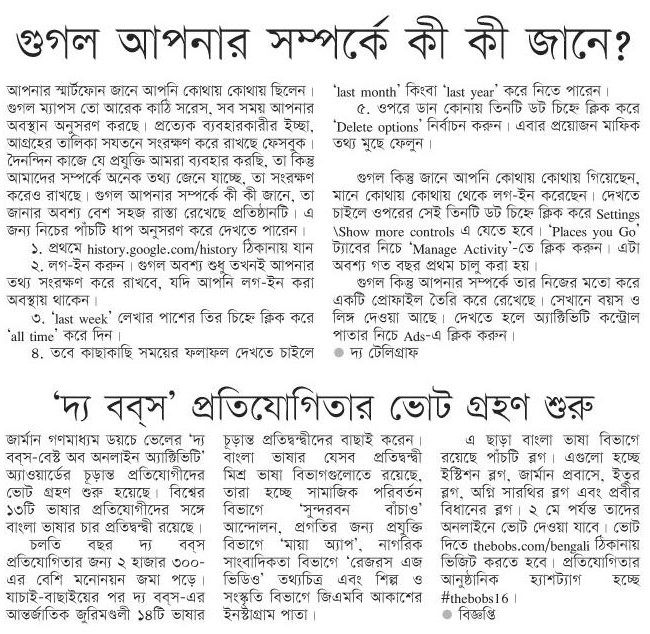 গুগল আপনার সম্পর্কে কী কী জানে?
আপনার স্মার্টফোন জানে আপনি কোথায় কোথায় ছিলেন।
গুগল ম্যাপস তো আরেক কাঠি সরেস, সব সময় আপনার
অবস্থান অনুসরণ করছে। প্রত্যেক ব্যবহারকারীর ইচ্ছা,
আগ্রহের তালিকা সযতনে সংরক্ষণ করে রাখছে ফেসবুক।
দৈনন্দিন কাজে যে প্রযুক্তি আমরা ব্যবহার করছি, তা কিন্তু
আমাদের সম্পর্কে অনেক তথ্য জেনে যাচ্ছে, তা সংরক্ষণ
করেও রাখছে। গুগল আপনার সম্পর্কে কী কী জানে, তা
জানার অবশ্য বেশ সহজ রাস্তা রেখেছে প্রতিষ্ঠানটি। এ
জন্য নিচের পাঁচটি ধাপ অনুসরণ করে দেখতে পারেন।
১. প্রথমে history.google.com/history ঠিকানায় যান
২. লগ-ইন করুন। গুগল অবশ্য শুধু তখনই আপনার
তথ্য সংরক্ষণ করে রাখবে, যদি আপনি লগ-ইন করা
অবস্থায় থাকেন।
৩. ‘last week’ লেখার পাশের তির চিহ্নে ক্লিক করে
‘all time’ করে দিন।
৪. তবে কাছাকাছি সময়ের ফলাফল দেখতে চাইলে
‘last month’ কিংবা ‘last year’ করে নিতে পারেন।
৫. ওপরে ডান কোনায় তিনটি ডট চিহ্নে ক্লিক করে
‘Delete options’ নির্বাচন করুন। এবার প্রয়োজন মাফিক
তথ্য মুছে ফেলুন।
গুগল কিন্তু জানে আপনি কোথায় কোথায় গিয়েছেন,
মানে কোথায় কোথায় থেকে লগ-ইন করেছেন। দেখতে
চাইলে ওপরের সেই তিনটি ডট চিহ্নে ক্লিক করে Settings
\Show more controls এ যেতে হবে। ‘Places you Go’
ট্যাবের নিচে ‘Manage Activity’-তে ক্লিক করুন। এটা
অবশ্য গত বছর প্রথম চালু করা হয়।
গুগল কিন্তু আপনার সম্পর্কে তার নিজের মতো করে
একটি প্রোফাইল তৈরি করে রেখেছে। সেখানে বয়স ও
লিঙ্গ দেওয়া আছে। দেখতে হলে অ্যাক্টিভিটি কন্ট্রোল
পাতার নিচে Ads-এ ক্লিক করুন।
● দ্য টেলিগ্রাফ
‘দ্য বব্‌স’ প্রতিযোগিতার ভোট গ্রহণ শুরু
জার্মান গণমাধ্যম ডয়চে ভেলের ‘দ্য
বব্‌স-বেস্ট অব অনলাইন অ্যাক্টিভিটি’
অ্যাওয়ার্ডের চূড়ান্ত প্রতিযোগীদের
ভোট গ্রহণ শুরু হয়েছে। বিশ্বের
১৩টি ভাষার প্রতিযোগীদের সঙ্গে
বাংলা ভাষার চার প্রতিদ্বন্দ্বী রয়েছে।
চলতি বছর দ্য বব্‌স
প্রতিযোগিতার জন্য ২ হাজার ৩০০-
এর বেশি মনোনয়ন জমা পড়ে।
যাচাই-বাছাইয়ের পর দ্য বব্‌স-এর
আন্তর্জাতিক জুরিমণ্ডলী ১৪টি ভাষার
চূড়ান্ত প্রতিদ্বন্দ্বীদের বাছাই করেন।
বাংলা ভাষার যেসব প্রতিদ্বন্দ্বী
মিশ্র ভাষা বিভাগগুলোতে রয়েছে,
তারা হচ্ছে সামাজিক পরিবর্তন
বিভাগে ‘সুন্দরবন বাঁচাও’
আন্দোলন, প্রগতির জন্য প্রযুক্তি
বিভাগে ‘মায়া অ্যাপ’, নাগরিক
সাংবাদিকতা বিভাগে ‘রেজরস এজ
ভিডিও’ তথ্যচিত্র এবং শিল্প ও
সংস্কৃতি বিভাগে জিএমবি আকাশের
ইনস্টাগ্রাম পাতা।
এ ছাড়া বাংলা ভাষা বিভাগে
রয়েছে পাঁচটি ব্লগ। এগুলো হচ্ছে
ইস্টিশন ব্লগ, জার্মান প্রবাসে, ইতুর
ব্লগ, অগ্নি সারথির ব্লগ এবং প্রবীর
বিধানের ব্লগ। ২ মে পর্যন্ত তাদের
অনলাইনে ভোট দেওয়া যাবে। ভোট
দিতে thebobs.com/bengali ঠিকানায়
ভিজিট করতে হবে। প্রতিযোগিতার
আনুষ্ঠানিক হ্যাশট্যাগ হচ্ছে
#thebobs16।
● বিজ্ঞপ্তি